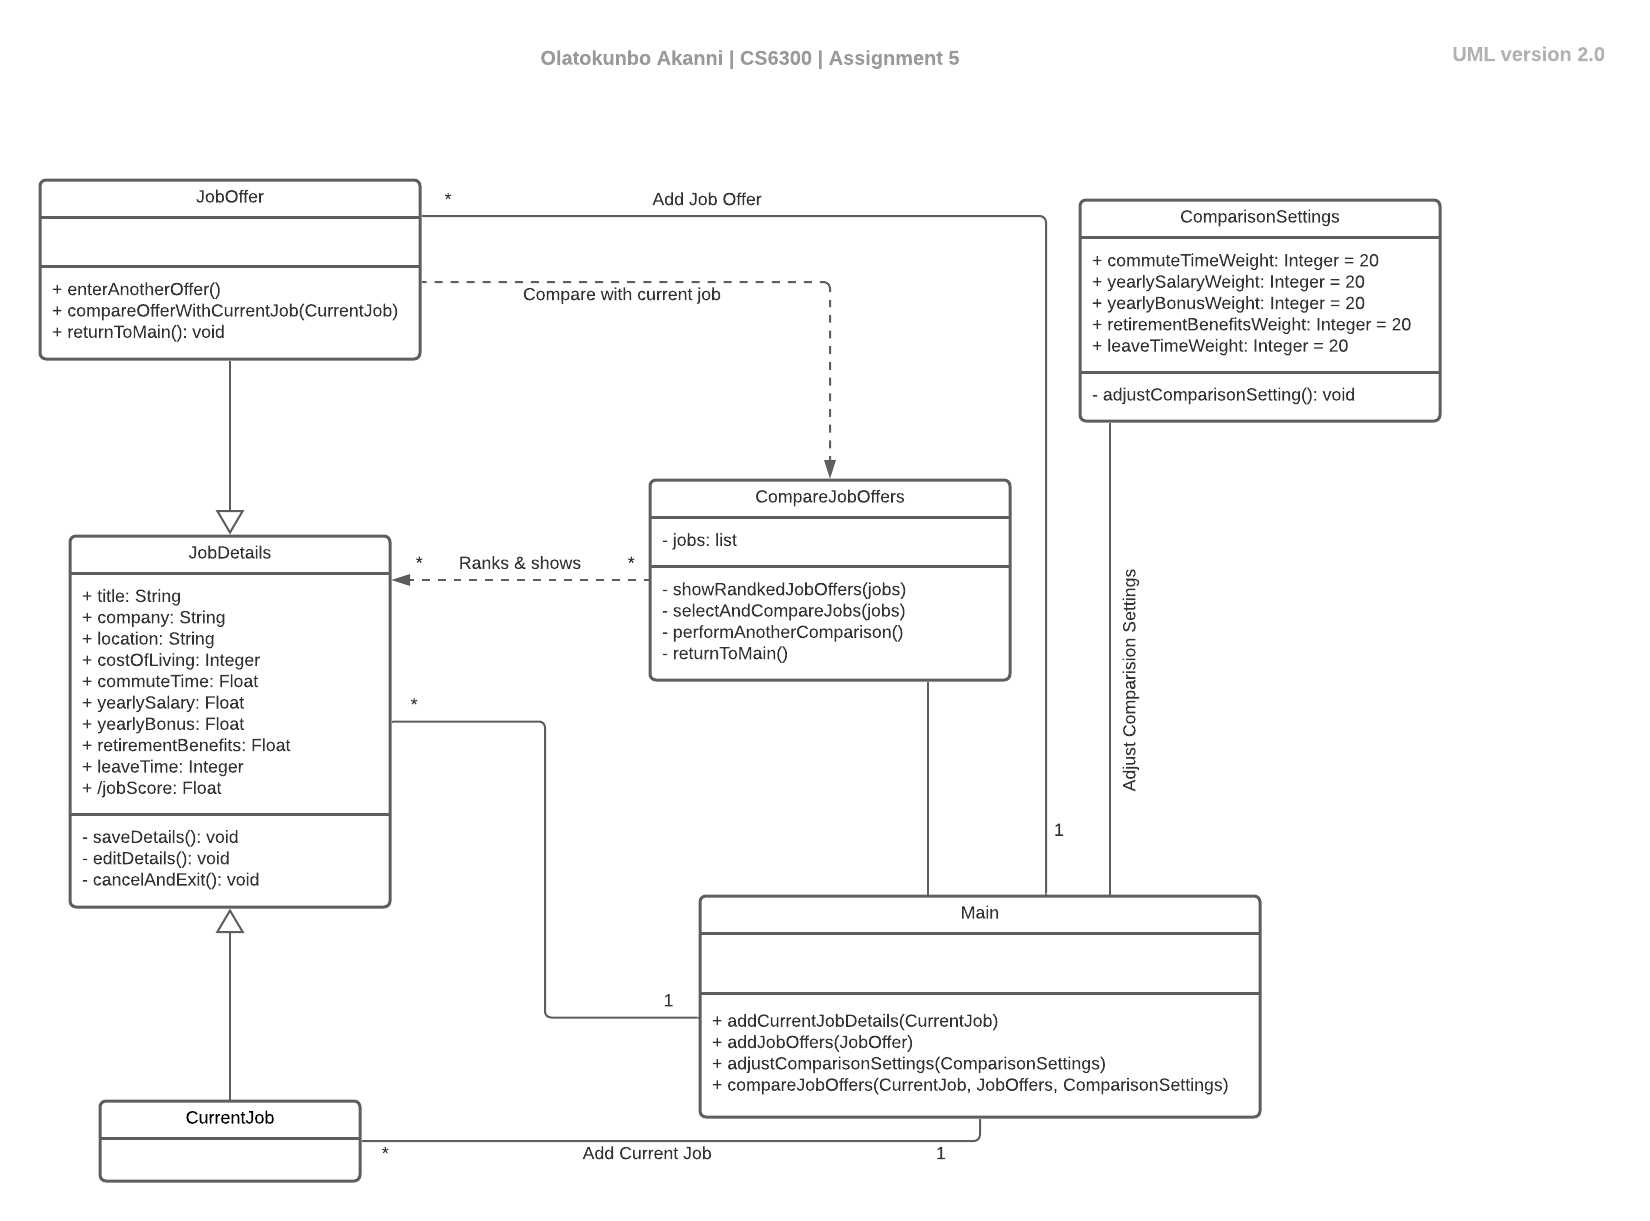 Olatokunbo Akanni | CS6300 | Assignment 5
UML version 2.0
JobOffer
+ enterAnotherOffer()
+ compareOfferWithCurrentJob(CurrentJob)
+ returnToMain(): void
*
Add Job Offer
1
Compare with current job
ComparisonSettings
+ commuteTimeWeight: Integer = 20
+ yearlySalaryWeight: Integer = 20
+ yearlyBonusWeight: Integer = 20
+ retirementBenefitsWeight: Integer = 20
+ leaveTimeWeight: Integer = 20
- adjustComparisonSetting(): void
Adjust Comparision Settings
CompareJobOffers
- jobs: list
- showRandkedJobOffers(jobs)
- selectAndCompareJobs(jobs)
- performAnotherComparison()
- returnToMain()
*
Ranks & shows
*
JobDetails
+ title: String
+ company: String
+ location: String
+ costOfLiving: Integer
+ commuteTime: Float
+ yearlySalary: Float
+ yearlyBonus: Float
+ retirementBenefits: Float
+ leaveTime: Integer
+ /jobScore: Float
- saveDetails(): void
- editDetails(): void
- cancelAndExit(): void
*
1
Main
+ addCurrentJobDetails(CurrentJob)
+ addJobOffers(JobOffer)
+ adjustComparisonSettings(ComparisonSettings)
+ compareJobOffers(CurrentJob, JobOffers, ComparisonSettings)
CurrentJob
*
Add Current Job
1